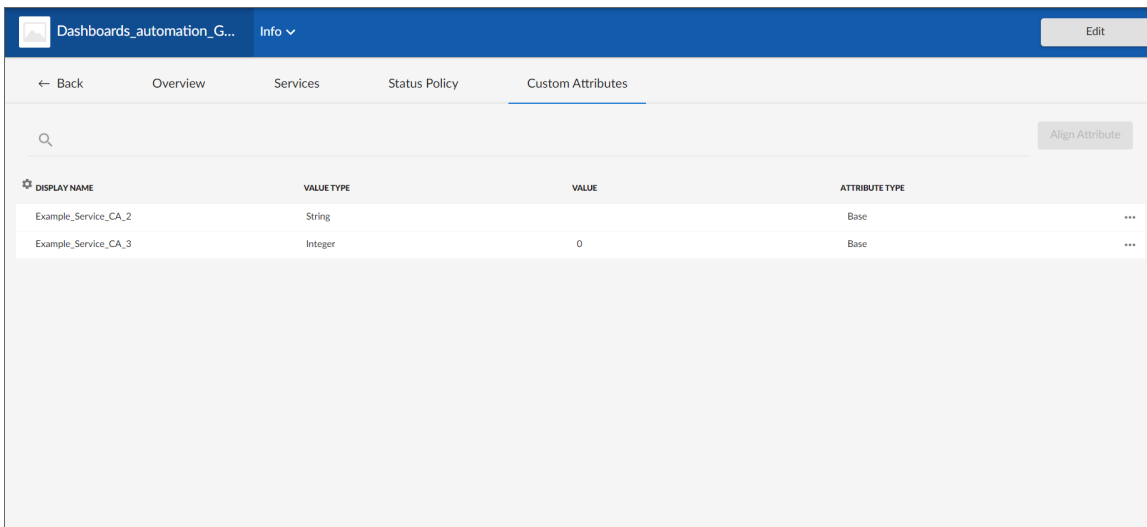 Dashboards_automation_G... Info Edit
← Back Overview Services Status Policy Custom Attributes
Align Attribute
DISPLAY NAME VALUE TYPE VALUE ATTRIBUTE TYPE
Example_Service_CA_2 String Base ...
Example_Service_CA_3 Integer 0 Base ...